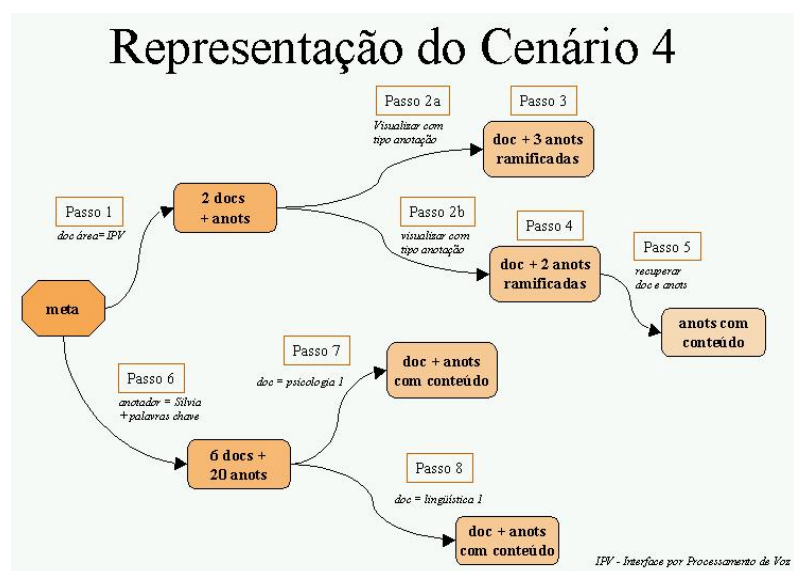 Representação do Cenário 4
Passo 2a
Visualizar com
tipo anotação
Passo 3
doc + 3 anots
ramificadas
Passo 1
doc área= IPV
2 docs
+ anots
Passo 2b
visualizar com
tipo anotação
Passo 4
doc + 2 anots
ramificadas
Passo 5
recuperar
doc e anots
meta
anots com
conteúdo
Passo 6
anotador = Silvia
+ palavras chave
Passo 7
doc = psicologia 1
doc + anots
com conteúdo
6 docs +
20 anots
Passo 8
doc = lingüística 1
doc + anots
com conteúdo
IPV - Interface por Processamento de Voz